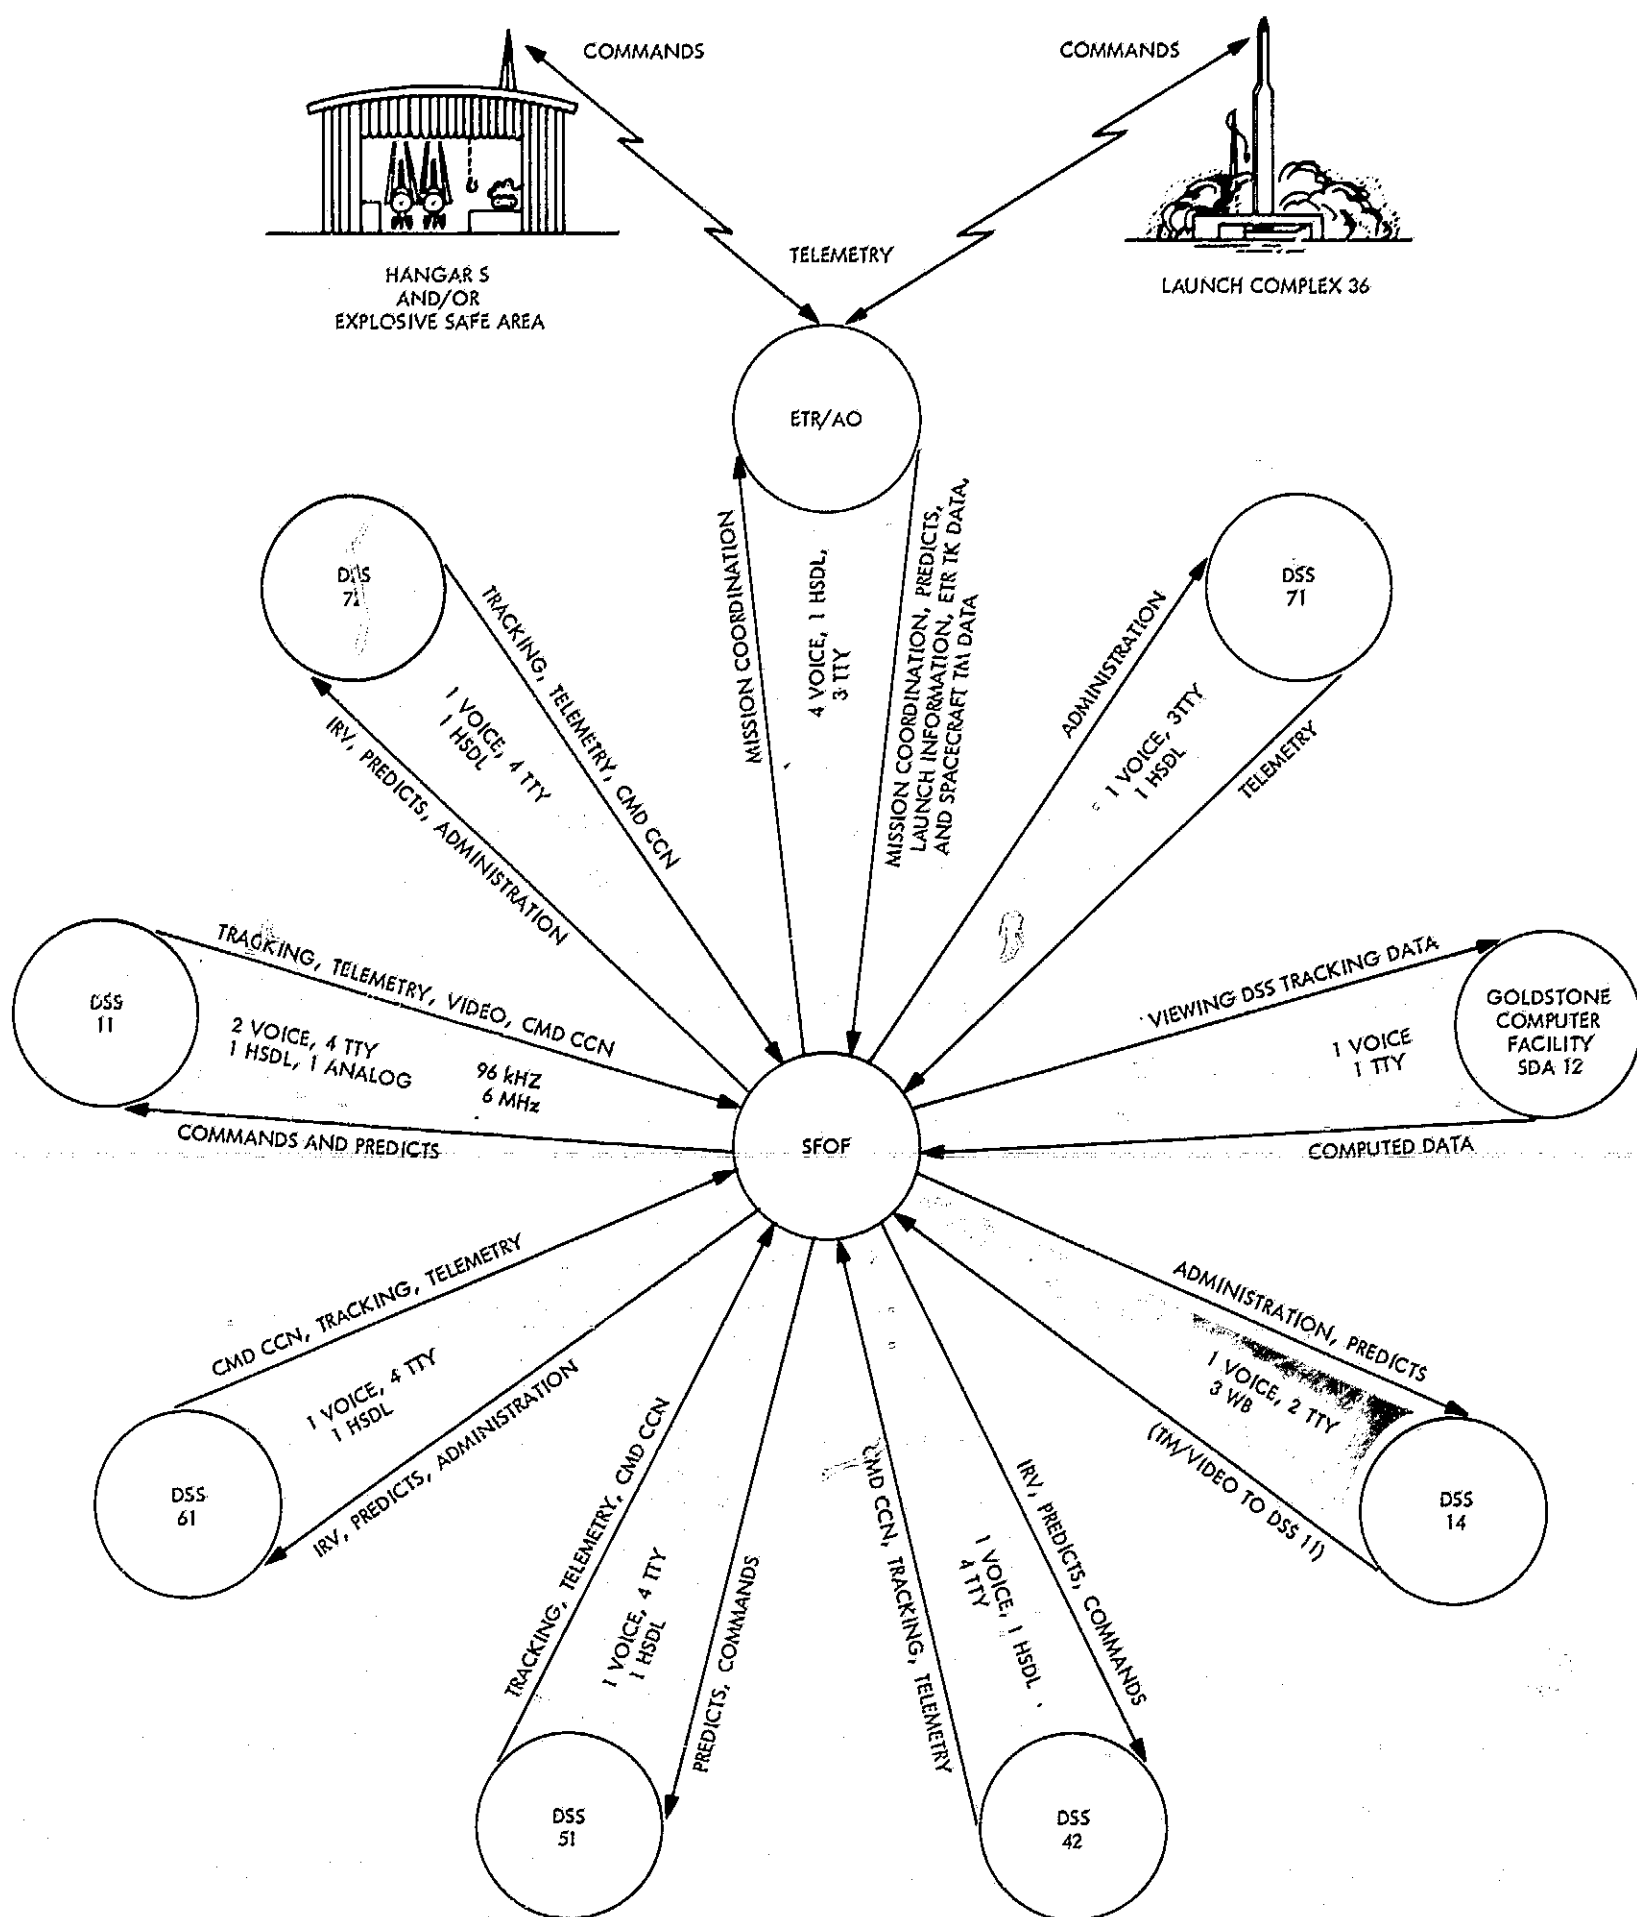 COMMANDS
COMMANDS
TELEMETRY
HANGAR S
AND/OR
EXPLOSIVE SAFE AREA
LAUNCH COMPLEX 36
ETR/AO
MISSION COORDINATION
4 VOICE, 1 HSDL,
3 TTY
MISSION COORDINATION, PREDICTS,
LAUNCH INFORMATION, ETR TK DATA,
AND SPACECRAFT TM DATA
DSS
72
TRACKING, TELEMETRY, CMD CCN
1 VOICE, 4 TTY
1 HSDL
IRV, PREDICTS, ADMINISTRATION
DSS
71
ADMINISTRATION
1 VOICE, 3TTY
1 HSDL
TELEMETRY
DSS
11
TRACKING, TELEMETRY, VIDEO, CMD CCN
2 VOICE, 4 TTY
1 HSDL, 1 ANALOG
96 kHZ
6 MHz
COMMANDS AND PREDICTS
SFOF
VIEWING DSS TRACKING DATA
1 VOICE
1 TTY
GOLDSTONE
COMPUTER
FACILITY
SDA 12
COMPUTED DATA
CMD CCN, TRACKING, TELEMETRY
1 VOICE, 4 TTY
1 HSDL
IRV, PREDICTS, ADMINISTRATION
DSS
61
ADMINISTRATION, PREDICTS
1 VOICE, 2 TTY
3 WB
(TM/VIDEO TO DSS 11)
DSS
14
TRACKING, TELEMETRY, CMD CCN
1 VOICE, 4 TTY
1 HSDL
PREDICTS, COMMANDS
DSS
51
CMD CCN, TRACKING, TELEMETRY
1 VOICE, 1 HSDL
4 TTY
IRV, PREDICTS, COMMANDS
DSS
42